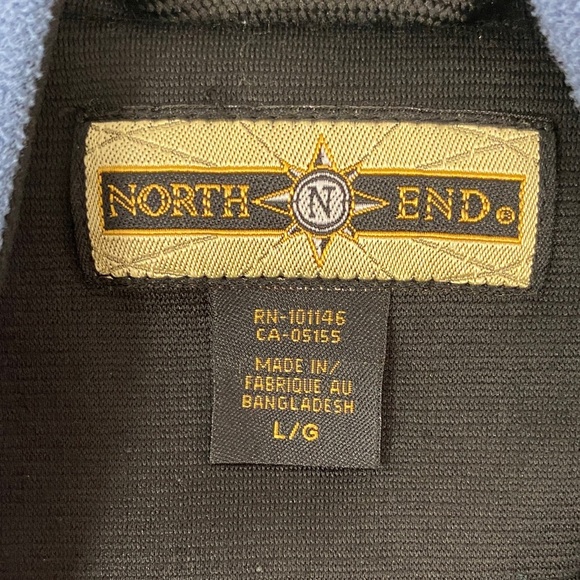 NORTH N END ®
RN-101146
CA-05155
MADE IN/
FABRIQUE AU
BANGLADESH
L/G